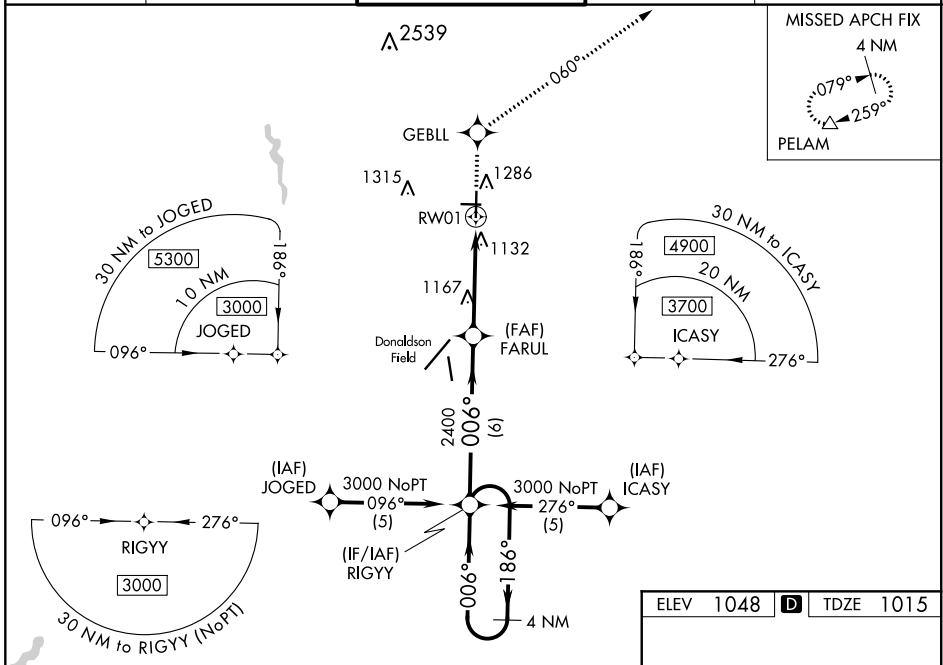 2539
060°
MISSED APCH FIX
4 NM
079°
259°
PELAM
GEBLL
1315
1286
RW01
1132
1167
30 NM to JOGED
5300
10 NM
3000
186°
JOGED
096°
30 NM to ICASY
4900
20 NM
3700
186°
ICASY
276°
Donaldson
Field
(FAF)
FARUL
2400
006°
(6)
(IAF)
JOGED
3000 NoPT
096°
(5)
3000 NoPT
276°
(5)
(IAF)
ICASY
(IF/IAF)
RIGYY
006°
186°
4 NM
096°
276°
RIGYY
3000
30 NM to RIGYY (NoPT)
ELEV 1048 D TDZE 1015